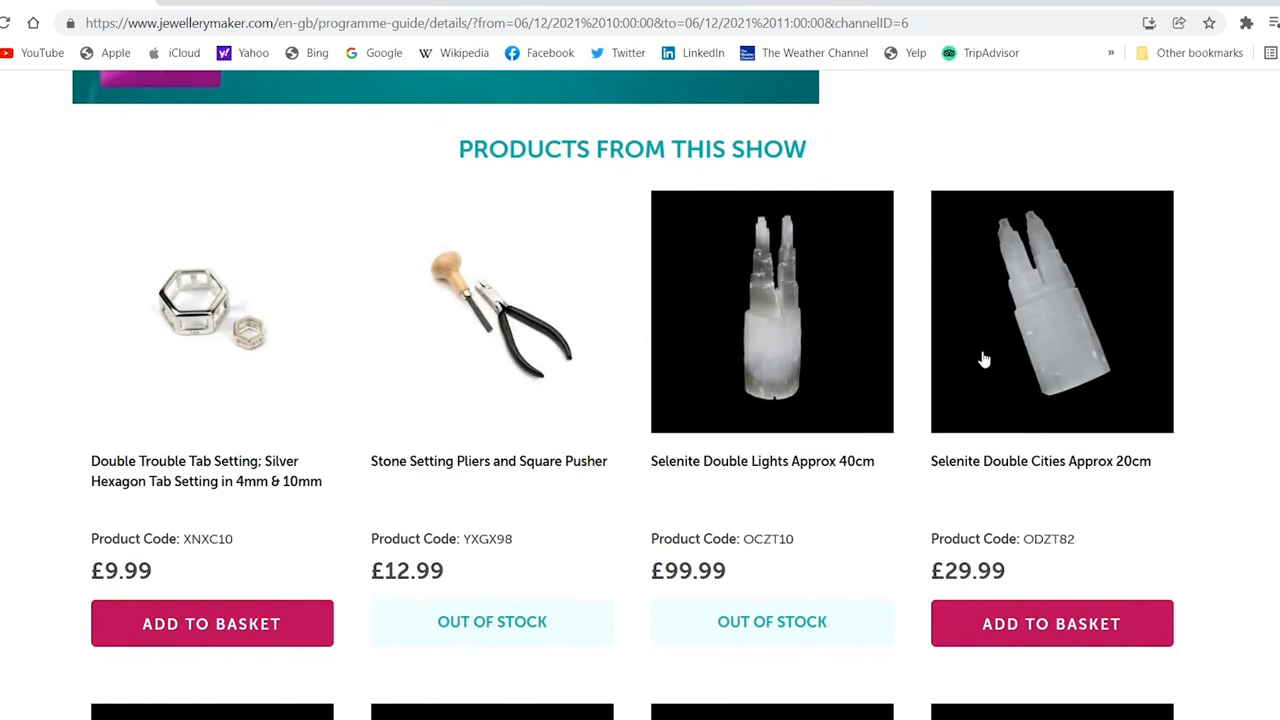 https://www.jewellerymaker.com/en-gb/programme-guide/details/?from=06/12/2021%2010:00:00&to=06/12/2021%2011:00:00&channelID=6
YouTube Apple iCloud Yahoo Bing Google Wikipedia Facebook Twitter LinkedIn The Weather Channel Yelp TripAdvisor » Other bookmarks
PRODUCTS FROM THIS SHOW
Double Trouble Tab Setting; Silver
Hexagon Tab Setting in 4mm & 10mm
Product Code: XNXC10
£9.99
ADD TO BASKET
Stone Setting Pliers and Square Pusher
Product Code: YXGX98
£12.99
OUT OF STOCK
Selenite Double Lights Approx 40cm
Product Code: OCZT10
£99.99
OUT OF STOCK
Selenite Double Cities Approx 20cm
Product Code: ODZT82
£29.99
ADD TO BASKET